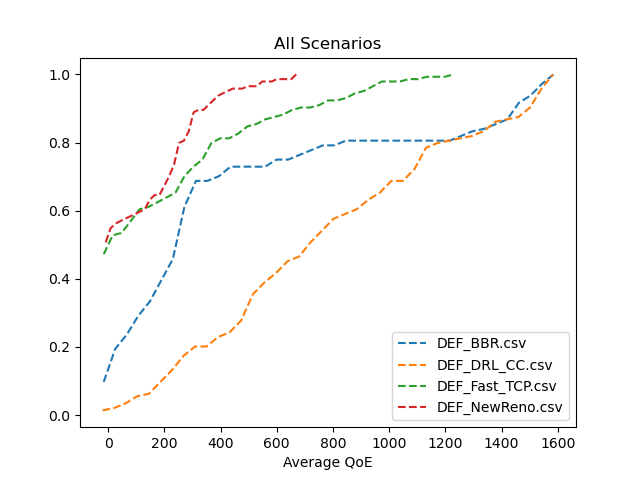 All Scenarios
1.0
0.8
0.6
0.4
0.2
0.0
DEF_BBR.csv
DEF_DRL_CC.csv
DEF_Fast_TCP.csv
DEF_NewReno.csv
0 200 400 600 800 1000 1200 1400 1600
Average QoE